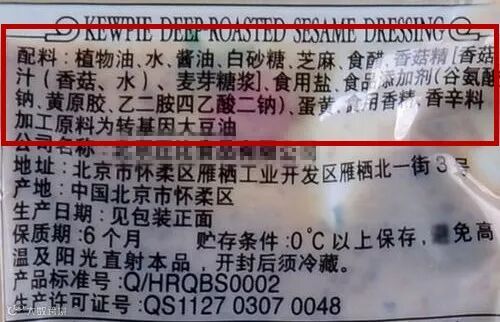 KEWPIE DEEP ROASTED SESAME DRESSING
配料:植物油、水、酱油、白砂糖、芝麻、食醋、香菇精[香菇
汁(香菇、水)、麦芽糖浆]、食用盐、食品添加剂(谷氨酸
钠、黄原胶、乙二胺四乙酸二钠)、蛋黄、食用香精、香辛料
加工原料为转基因大豆油
公司名称:
地址:北京市怀柔区雁栖工业开发区雁栖北一街3号
产地:中国北京市怀柔区
生产日期:见包装正面
保质期:6个月 贮存条件:0℃以上保存,免高
温及阳光直射本品,开封后须冷藏。
产品标准号:Q/HRQBS0002
生产许可证号:QS1127 0307 0048
大数跨境